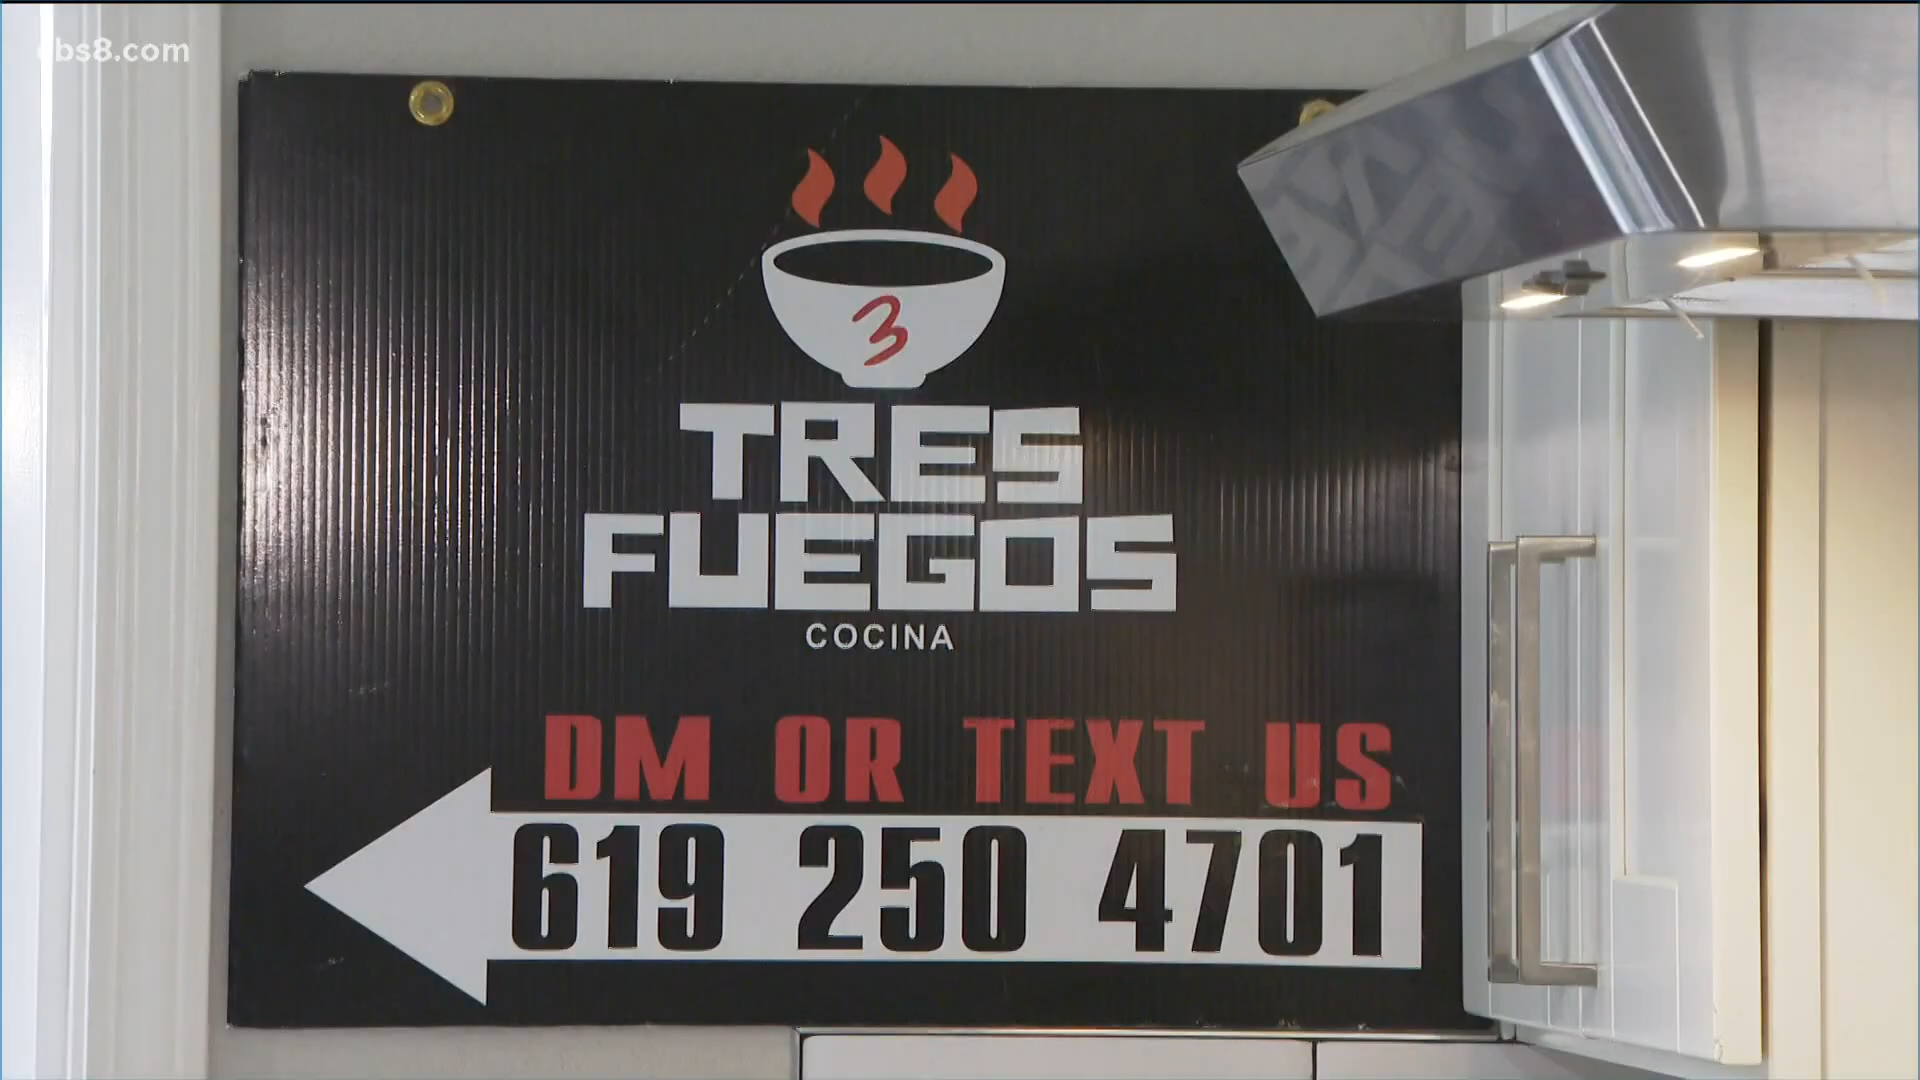 cbs8.com
3
TRES
FUEGOS
COCINA
DM OR TEXT US
619 250 4701